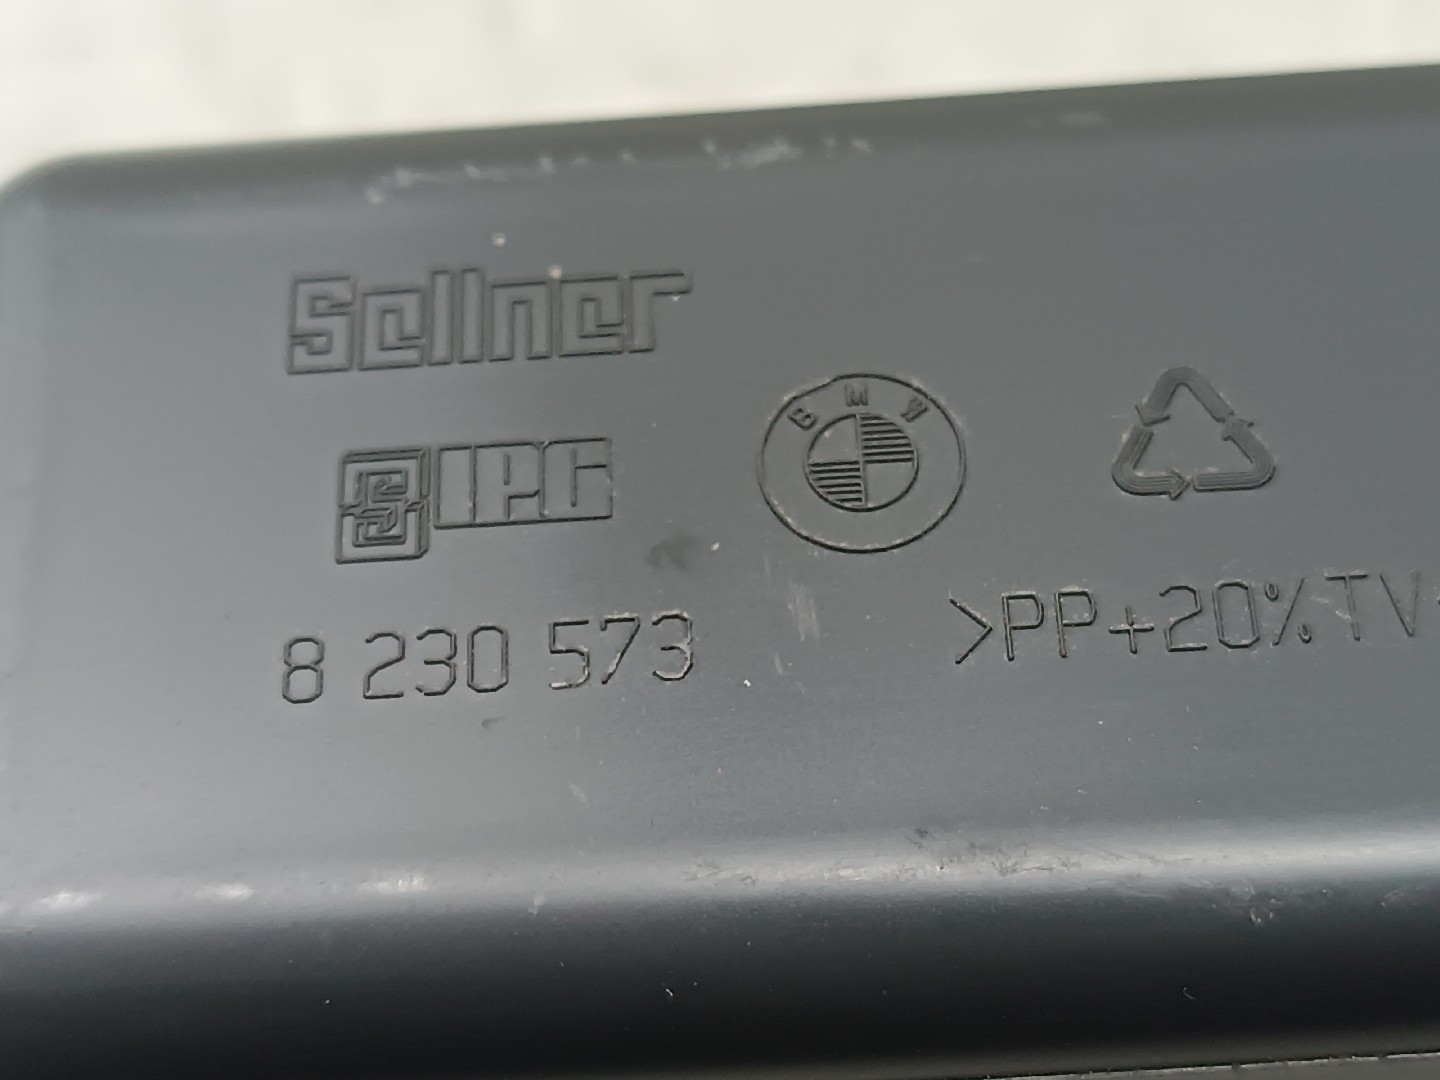 Sellner
IPG
BMW
8 230 573
>PP+20%TV